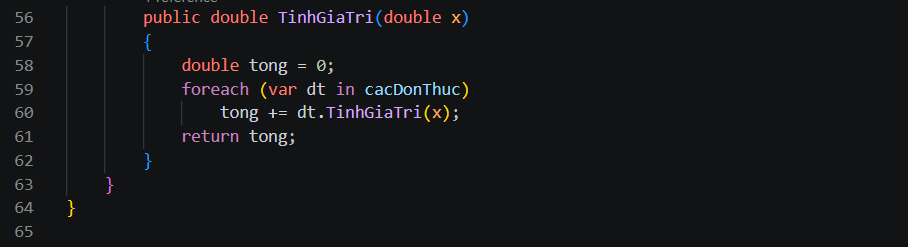 56 public double TinhGiaTri(double x)
57 {
58 double tong = 0;
59 foreach (var dt in cacDonThuc)
60 tong += dt.TinhGiaTri(x);
61 return tong;
62 }
63 }
64 }
65